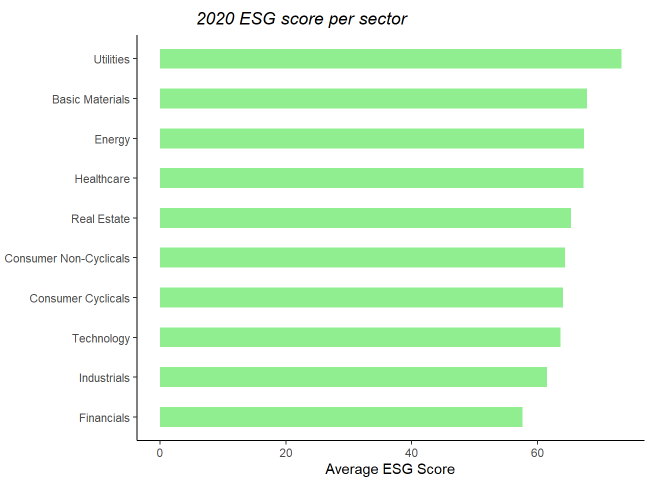 2020 ESG score per sector
Utilities
Basic Materials
Energy
Healthcare
Real Estate
Consumer Non-Cyclicals
Consumer Cyclicals
Technology
Industrials
Financials
0 20 40 60
Average ESG Score